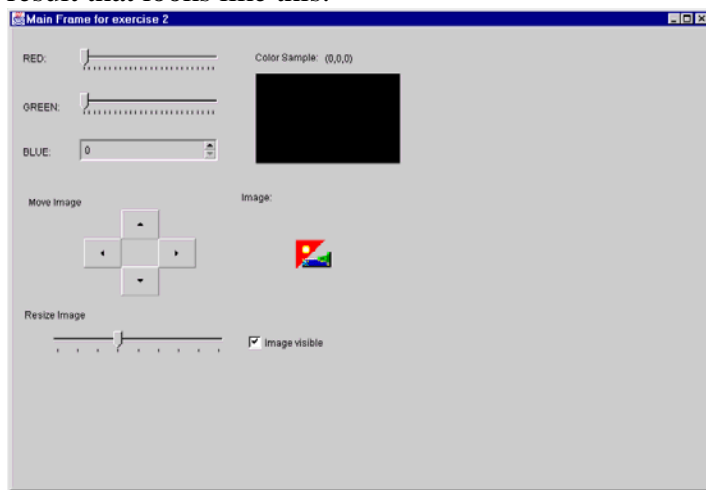 result that looks like this:
Main Frame for exercise 2
RED:
Color Sample: (0,0,0)
GREEN:
BLUE:
0
Move Image
Image:
Resize Image
Image visible